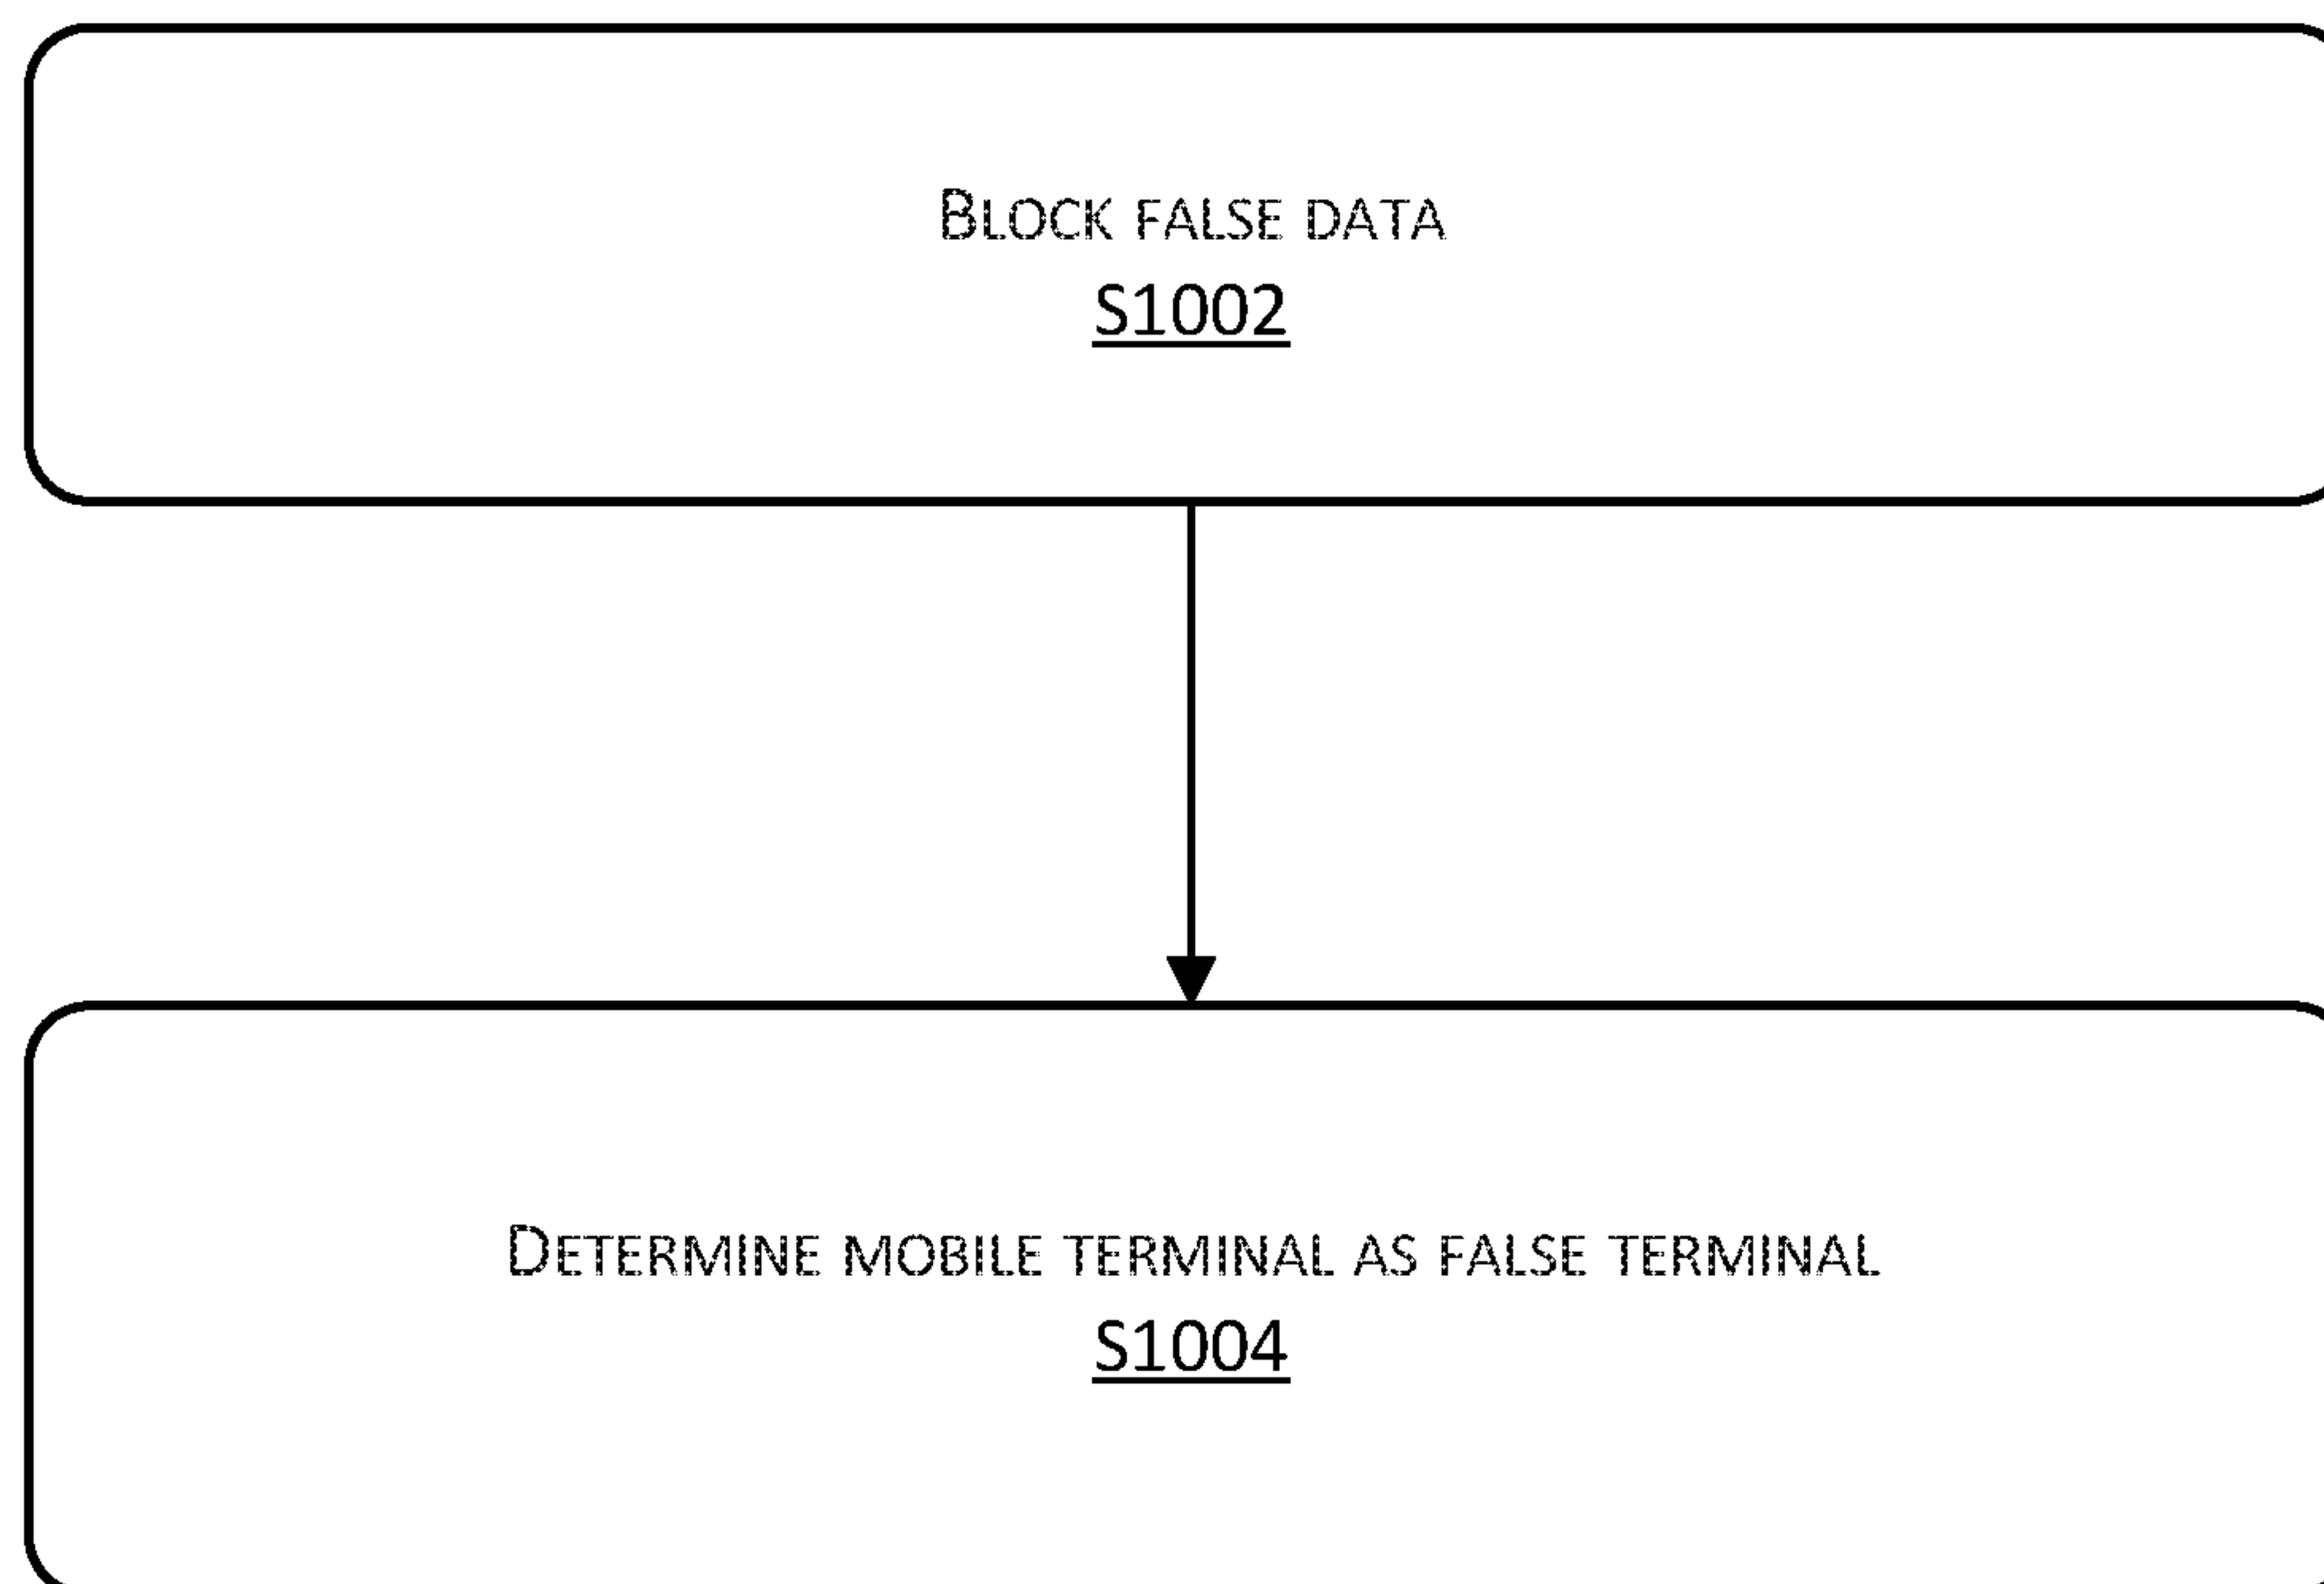 BLOCK FALSE DATA
S1002
DETERMINE MOBILE TERMINAL AS FALSE TERMINAL
S1004